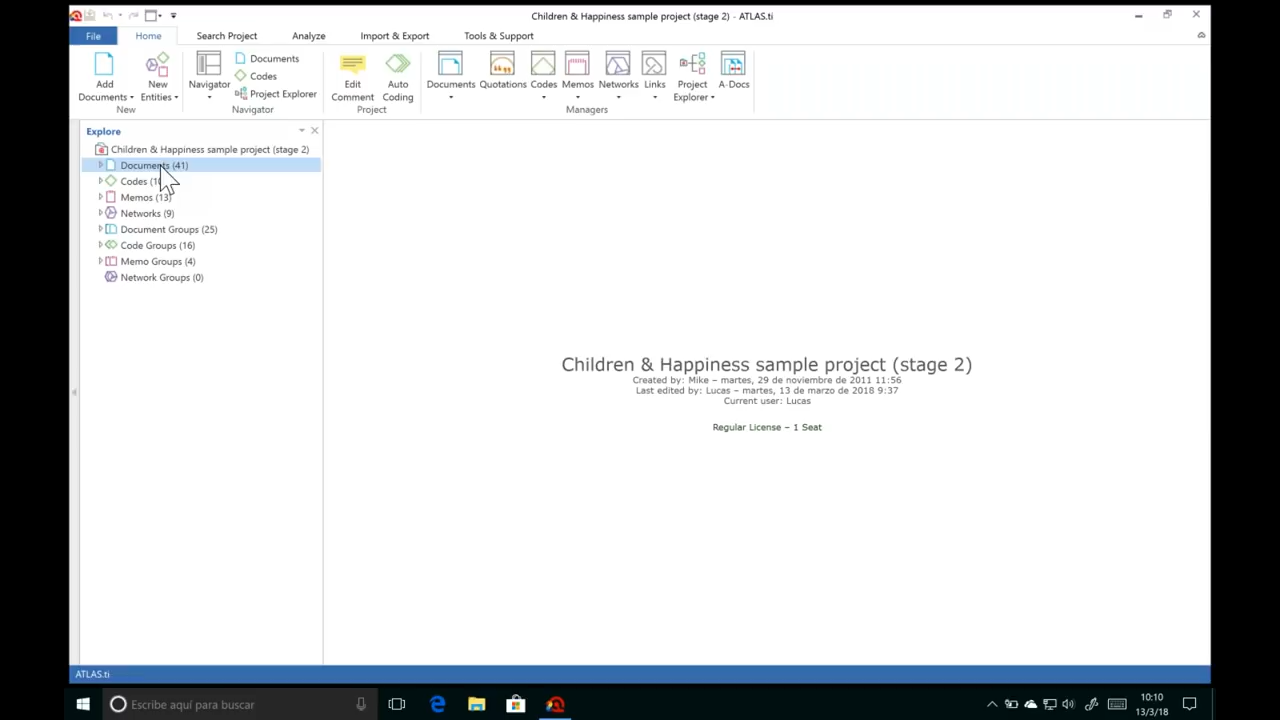 Children & Happiness sample project (stage 2) - ATLAS.ti
File Home Search Project Analyze Import & Export Tools & Support
Add Documents
New Entities
New
Navigator
Documents
Codes
Project Explorer
Navigator
Edit Comment
Auto Coding
Project
Documents Quotations Codes Memos Networks Links Project Explorer A-Docs
Managers
Explore
Children & Happiness sample project (stage 2)
Documents (41)
Codes
Memos (13)
Networks (9)
Document Groups (25)
Code Groups (16)
Memo Groups (4)
Network Groups (0)
Children & Happiness sample project (stage 2)
Created by: Mike – martes, 29 de noviembre de 2011 11:56
Last edited by: Lucas – martes, 13 de marzo de 2018 9:37
Current user: Lucas
Regular License – 1 Seat
ATLAS.ti
Escribe aquí para buscar
10:10
13/3/18